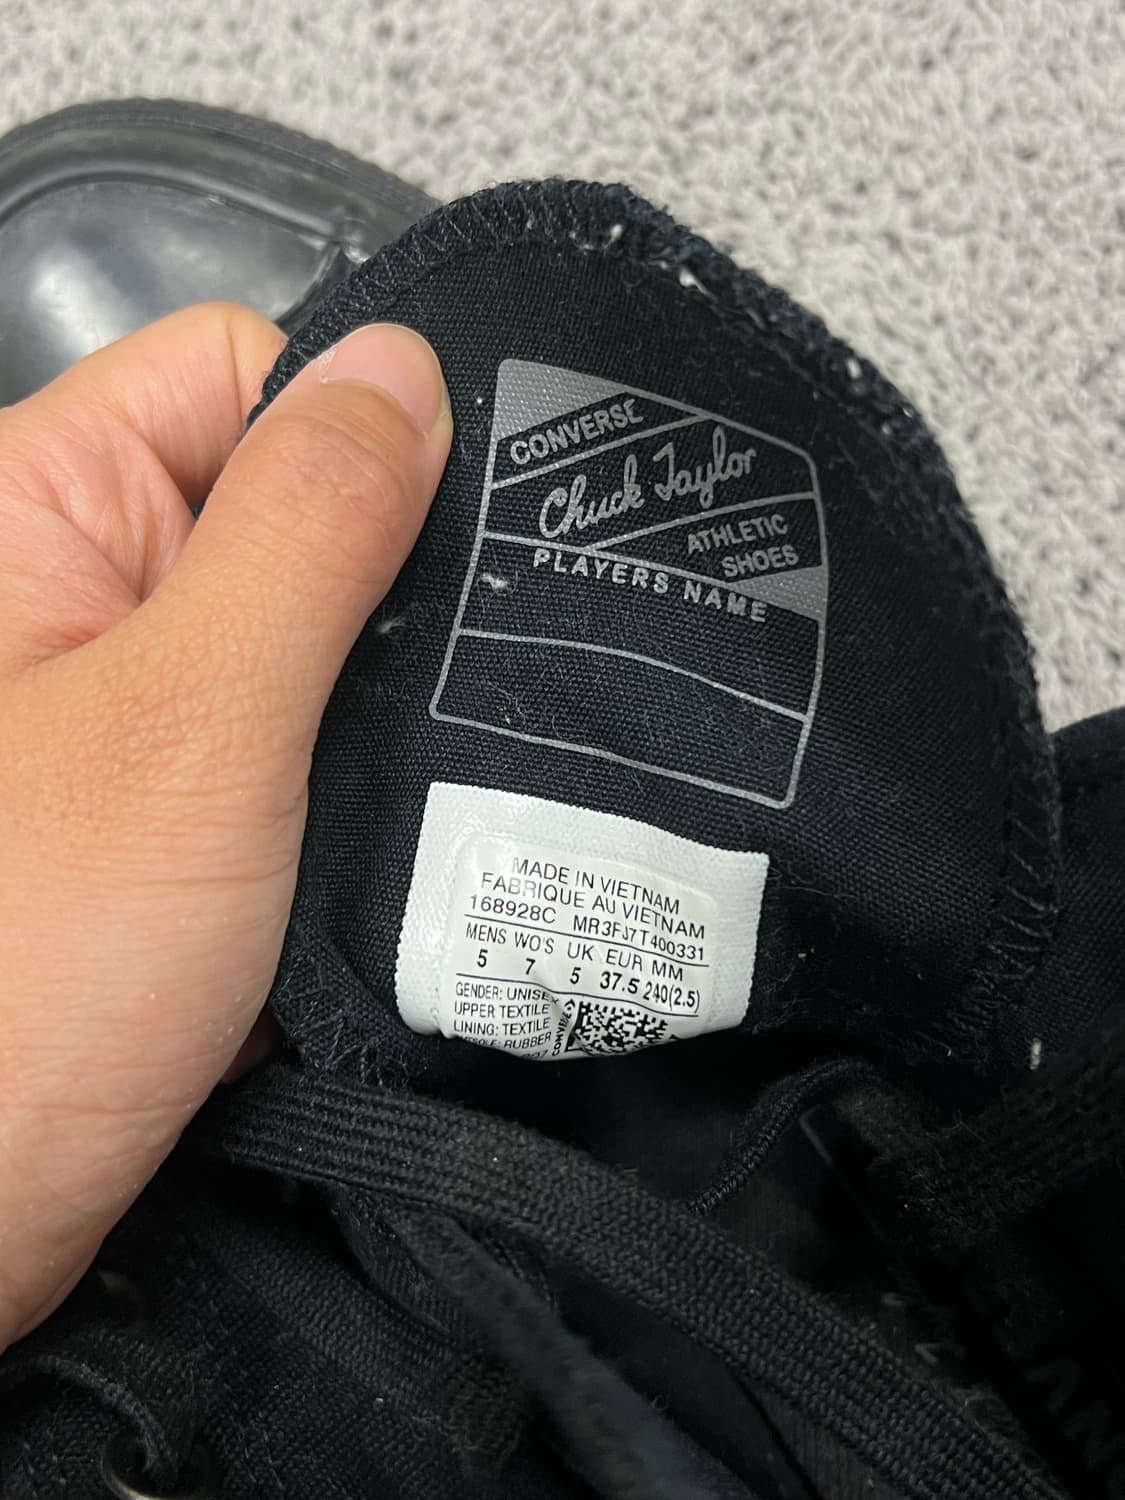 CONVERSE
Chuck Taylor
ATHLETIC
SHOES
PLAYERS NAME
MADE IN VIETNAM
FABRIQUE AU VIETNAM
168928C MR3FJ7T400331
MENS WO'S UK EUR MM
5 7 5 37.5 240(2.5)
GENDER: UNISEX
UPPER TEXTILE
LINING: TEXTILE
RUBBER